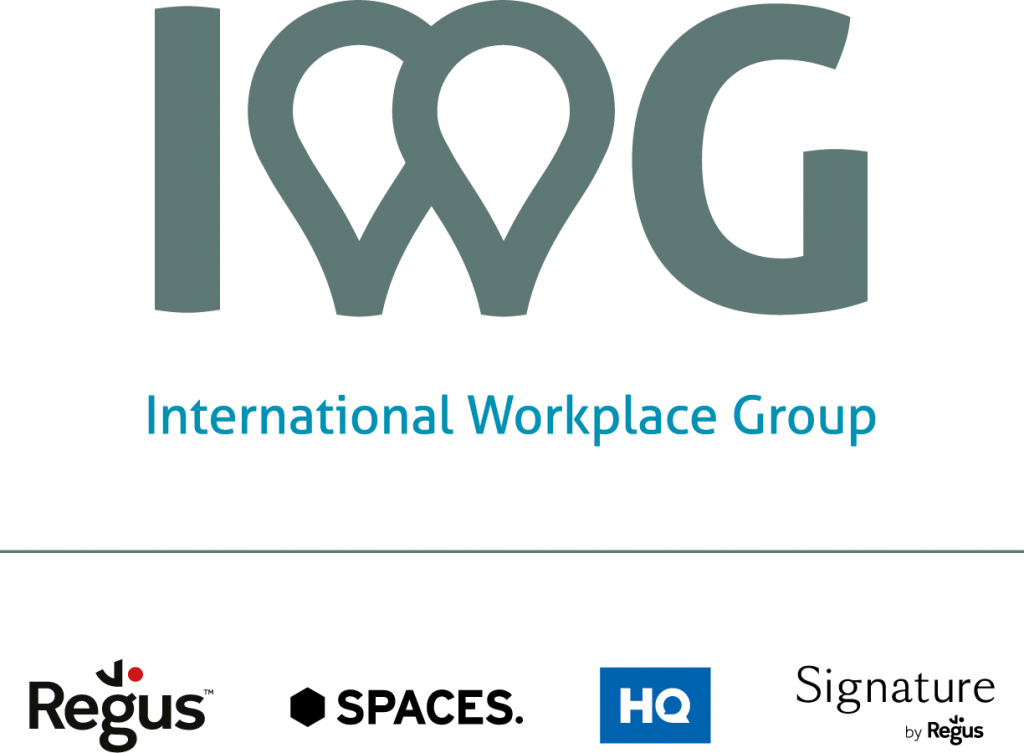 IWG
International Workplace Group
Regus™
SPACES.
HQ
Signature
by Regus